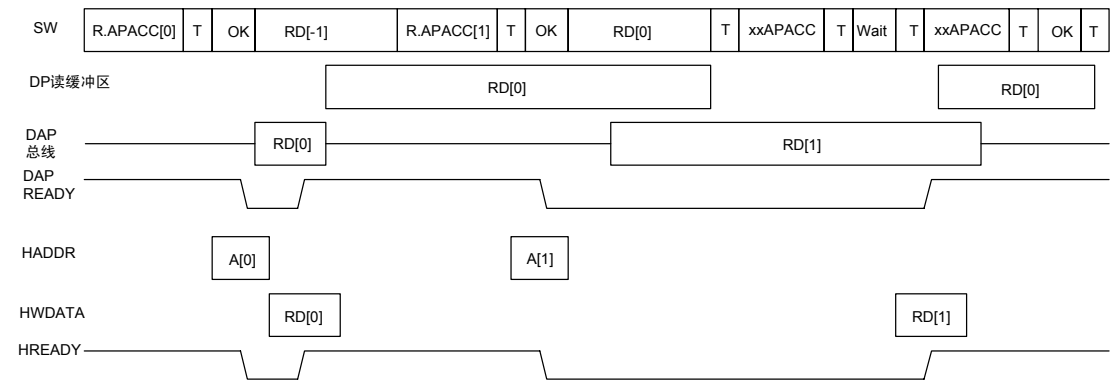 SW R.APACC[0] T OK RD[-1] R.APACC[1] T OK RD[0] T xxAPACC T Wait T xxAPACC T OK T
DP读缓冲区 RD[0] RD[0]
DAP
总线 RD[0] RD[1]
DAP
READY
HADDR A[0] A[1]
HWDATA RD[0] RD[1]
HREADY